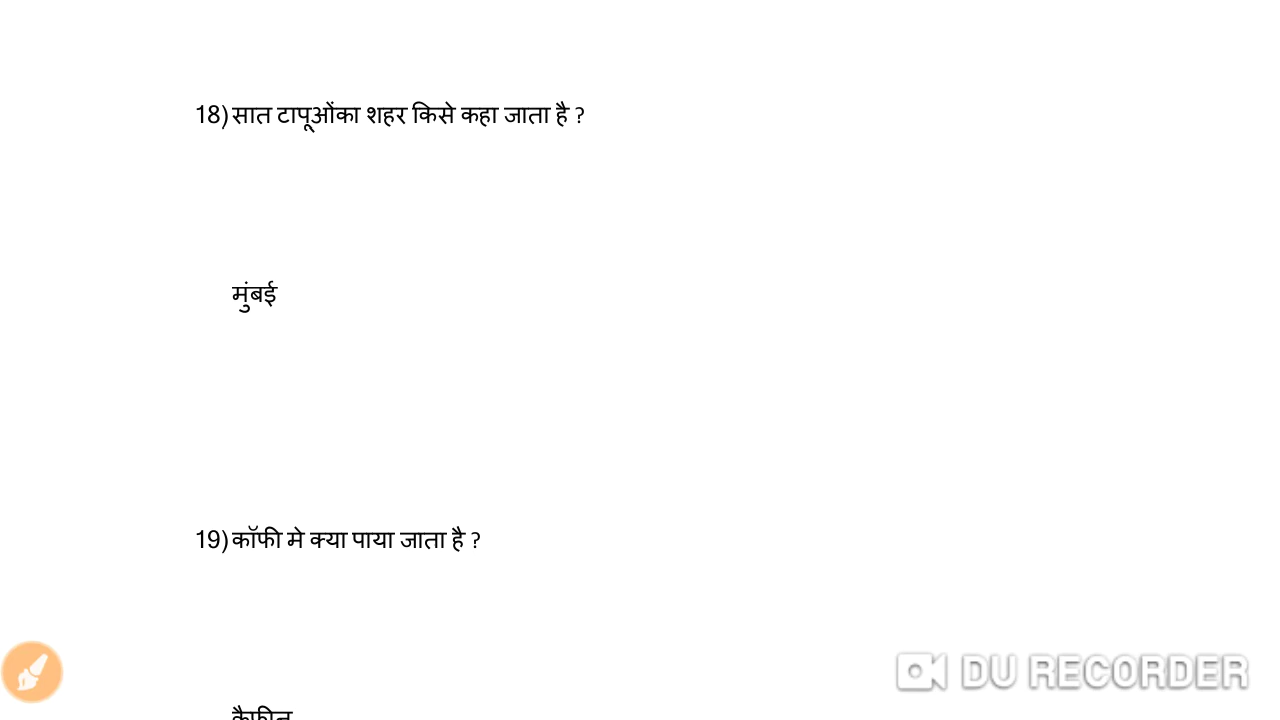 18) सात टापूओंका शहर किसे कहा जाता है ?
मुंबई
19) कॉफी मे क्या पाया जाता है ?
कैफीन
DU RECORDER